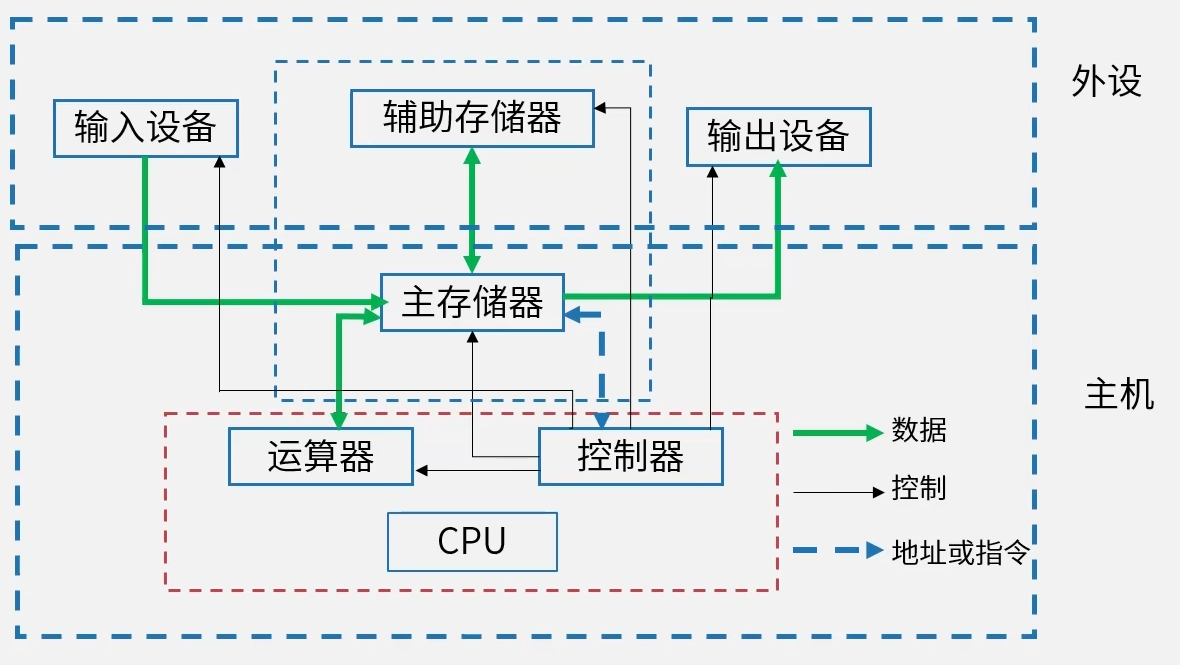 外设
输入设备
辅助存储器
输出设备
主存储器
主机
运算器
控制器
CPU
数据
控制
地址或指令